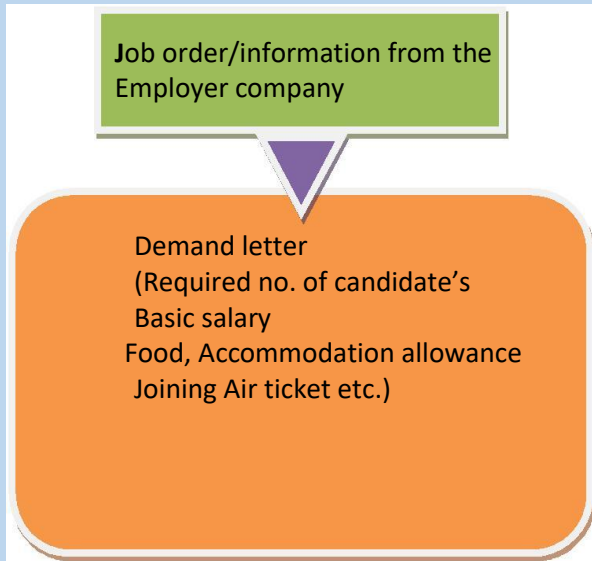 Job order/information from the
Employer company
Demand letter
(Required no. of candidate’s
Basic salary
Food, Accommodation allowance
Joining Air ticket etc.)